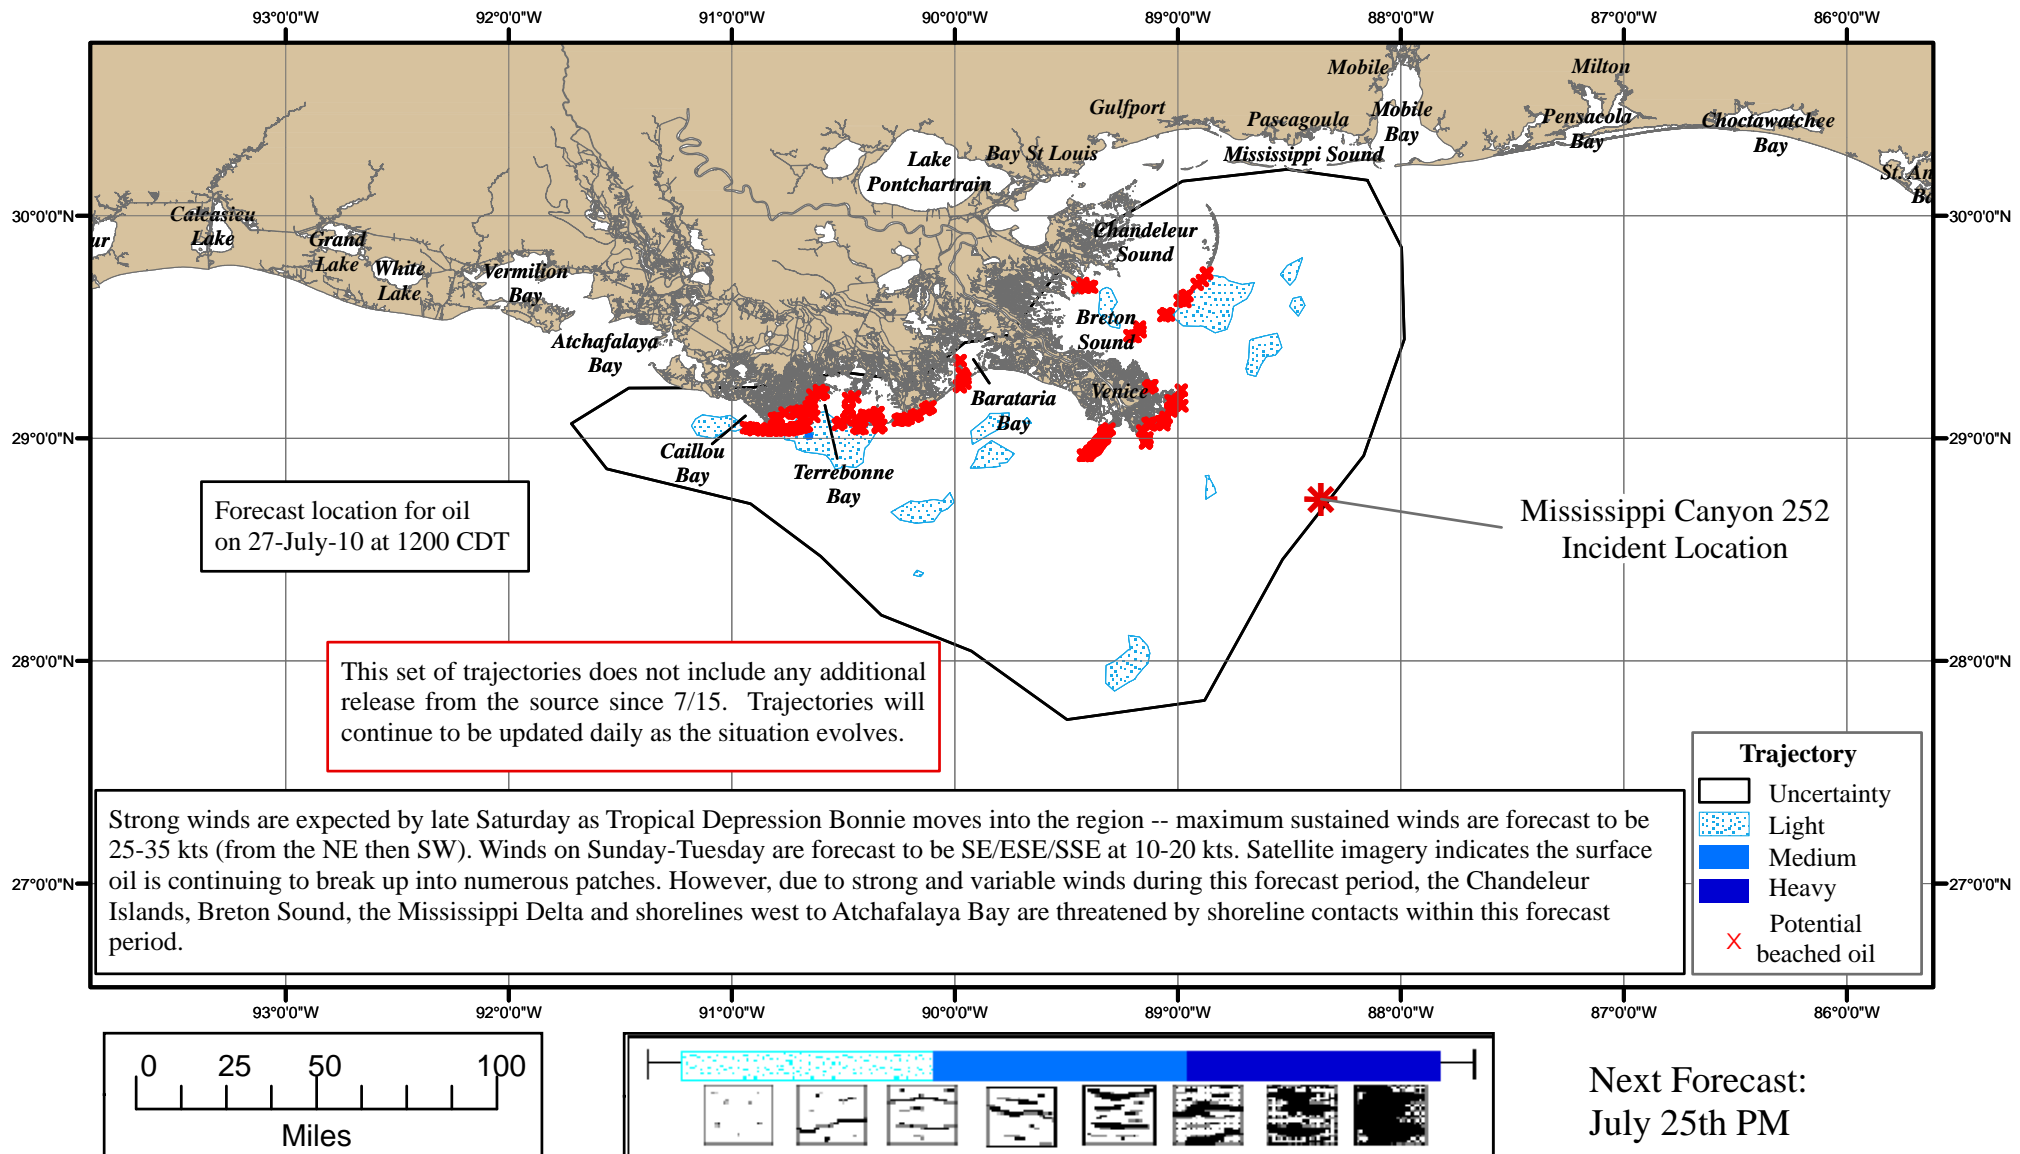 93°0'0"W 92°0'0"W 91°0'0"W 90°0'0"W 89°0'0"W 88°0'0"W 87°0'0"W 86°0'0"W
Mobile
Milton
Gulfport
Pascagoula
Mobile
Bay
Pensacola
Bay
Choctawatchee
Bay
Lake
Pontchartrain
Bay St Louis
Mississippi Sound
St. An
Ba
30°0'0"N
30°0'0"N
Calcasieu
Lake
ur
Grand
Lake
White
Lake
Vermilion
Bay
Chandeleur
Sound
Atchafalaya
Bay
Breton
Sound
Venice
Barataria
Bay
29°0'0"N
29°0'0"N
Caillou
Bay
Terrebonne
Bay
Forecast location for oil
on 27-July-10 at 1200 CDT
Mississippi Canyon 252
Incident Location
28°0'0"N
28°0'0"N
This set of trajectories does not include any additional
release from the source since 7/15. Trajectories will
continue to be updated daily as the situation evolves.
Strong winds are expected by late Saturday as Tropical Depression Bonnie moves into the region -- maximum sustained winds are forecast to be
25-35 kts (from the NE then SW). Winds on Sunday-Tuesday are forecast to be SE/ESE/SSE at 10-20 kts. Satellite imagery indicates the surface
oil is continuing to break up into numerous patches. However, due to strong and variable winds during this forecast period, the Chandeleur
Islands, Breton Sound, the Mississippi Delta and shorelines west to Atchafalaya Bay are threatened by shoreline contacts within this forecast
period.
Trajectory
Uncertainty
Light
Medium
Heavy
Potential
beached oil
27°0'0"N
27°0'0"N
93°0'0"W 92°0'0"W 91°0'0"W 90°0'0"W 89°0'0"W 88°0'0"W 87°0'0"W 86°0'0"W
0 25 50 100
Miles
Next Forecast:
July 25th PM